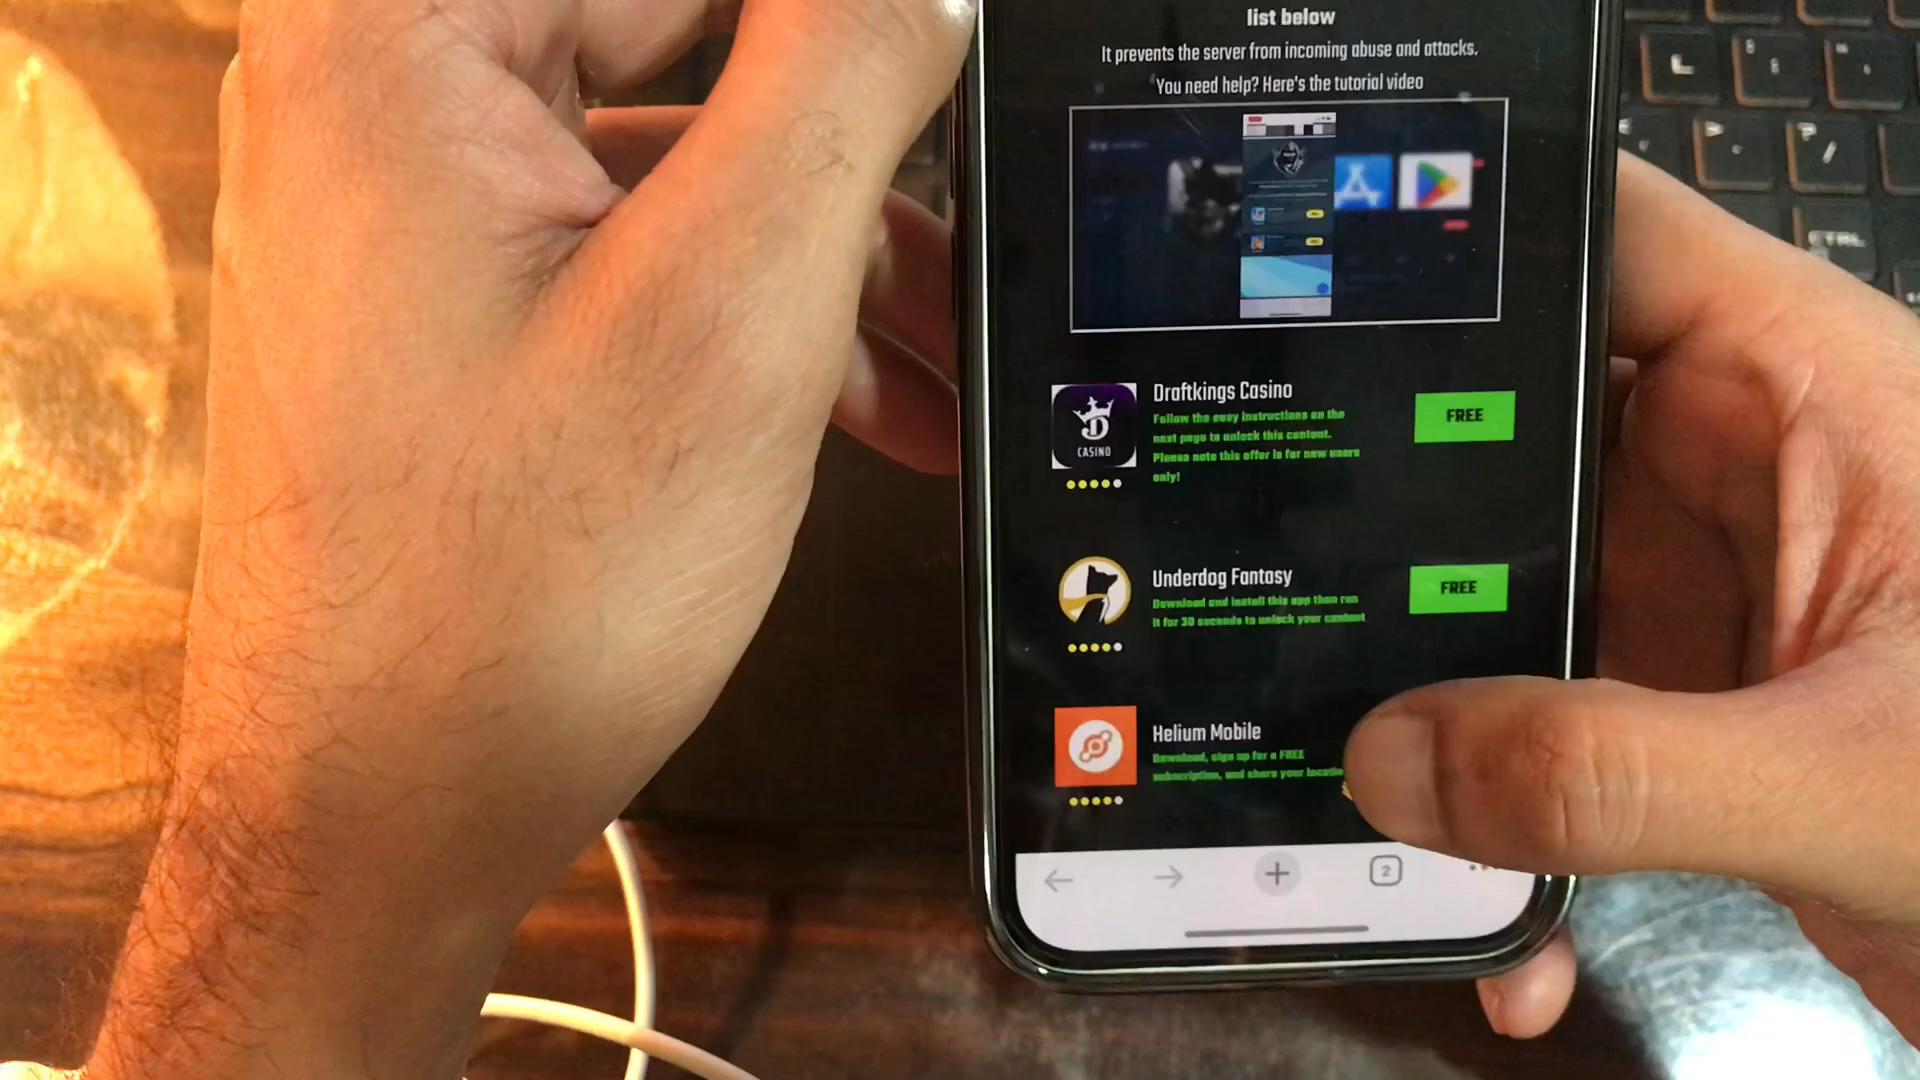 list below
It prevents the server from incoming abuse and attacks.
You need help? Here's the tutorial video
Draftkings Casino
Follow the easy instructions on the
next page to unlock this content.
Please note this offer is for new users
only!
CASINO
FREE
Underdog Fantasy
Download and install this app then run
it for 30 seconds to unlock your content
FREE
Helium Mobile
Download, sign up for a FREE
subscription, and share your
2
CTRL